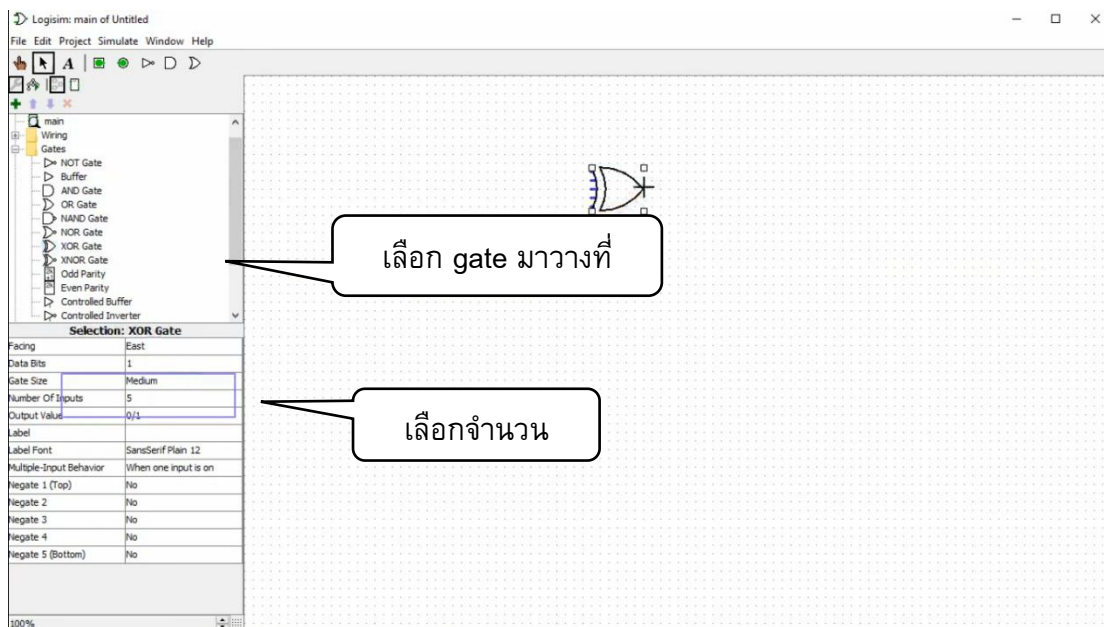 Logisim: main of Untitled
File Edit Project Simulate Window Help
A
main
Wiring
Gates
NOT Gate
Buffer
AND Gate
OR Gate
NAND Gate
NOR Gate
XOR Gate
XNOR Gate
Odd Parity
Even Parity
Controlled Buffer
Controlled Inverter
เลือก gate มาวางที่
Selection: XOR Gate
Facing East
Data Bits 1
Gate Size Medium
Number Of Inputs 5
Output Value 0/1
Label
Label Font SansSerif Plain 12
Multiple-Input Behavior When one input is on
Negate 1 (Top) No
Negate 2 No
Negate 3 No
Negate 4 No
Negate 5 (Bottom) No
เลือกจำนวน
100%